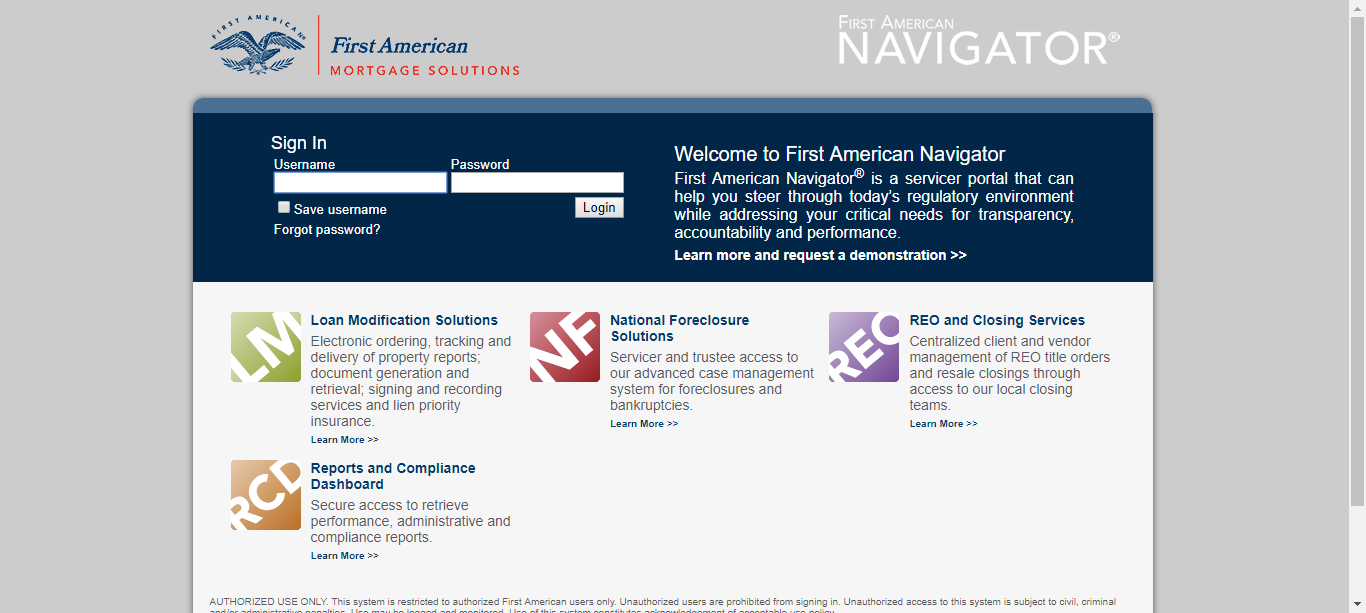 FIRST AMERICAN®
First American
MORTGAGE SOLUTIONS
FIRST AMERICAN
NAVIGATOR®
Sign In
Username
Password
Save username
Login
Forgot password?
Welcome to First American Navigator
First American Navigator® is a servicer portal that can
help you steer through today's regulatory environment
while addressing your critical needs for transparency,
accountability and performance.
Learn more and request a demonstration >>
LM
Loan Modification Solutions
Electronic ordering, tracking and
delivery of property reports;
document generation and
retrieval; signing and recording
services and lien priority
insurance.
Learn More >>
NF
National Foreclosure
Solutions
Servicer and trustee access to
our advanced case management
system for foreclosures and
bankruptcies.
Learn More >>
REO
REO and Closing Services
Centralized client and vendor
management of REO title orders
and resale closings through
access to our local closing
teams.
Learn More >>
RCD
Reports and Compliance
Dashboard
Secure access to retrieve
performance, administrative and
compliance reports.
Learn More >>
AUTHORIZED USE ONLY. This system is restricted to authorized First American users only. Unauthorized users are prohibited from signing in. Unauthorized access to this system is subject to civil, criminal
and/or administrative penalties. Use may be logged and monitored. Use of this system constitutes acknowledgement of acceptable use policy.